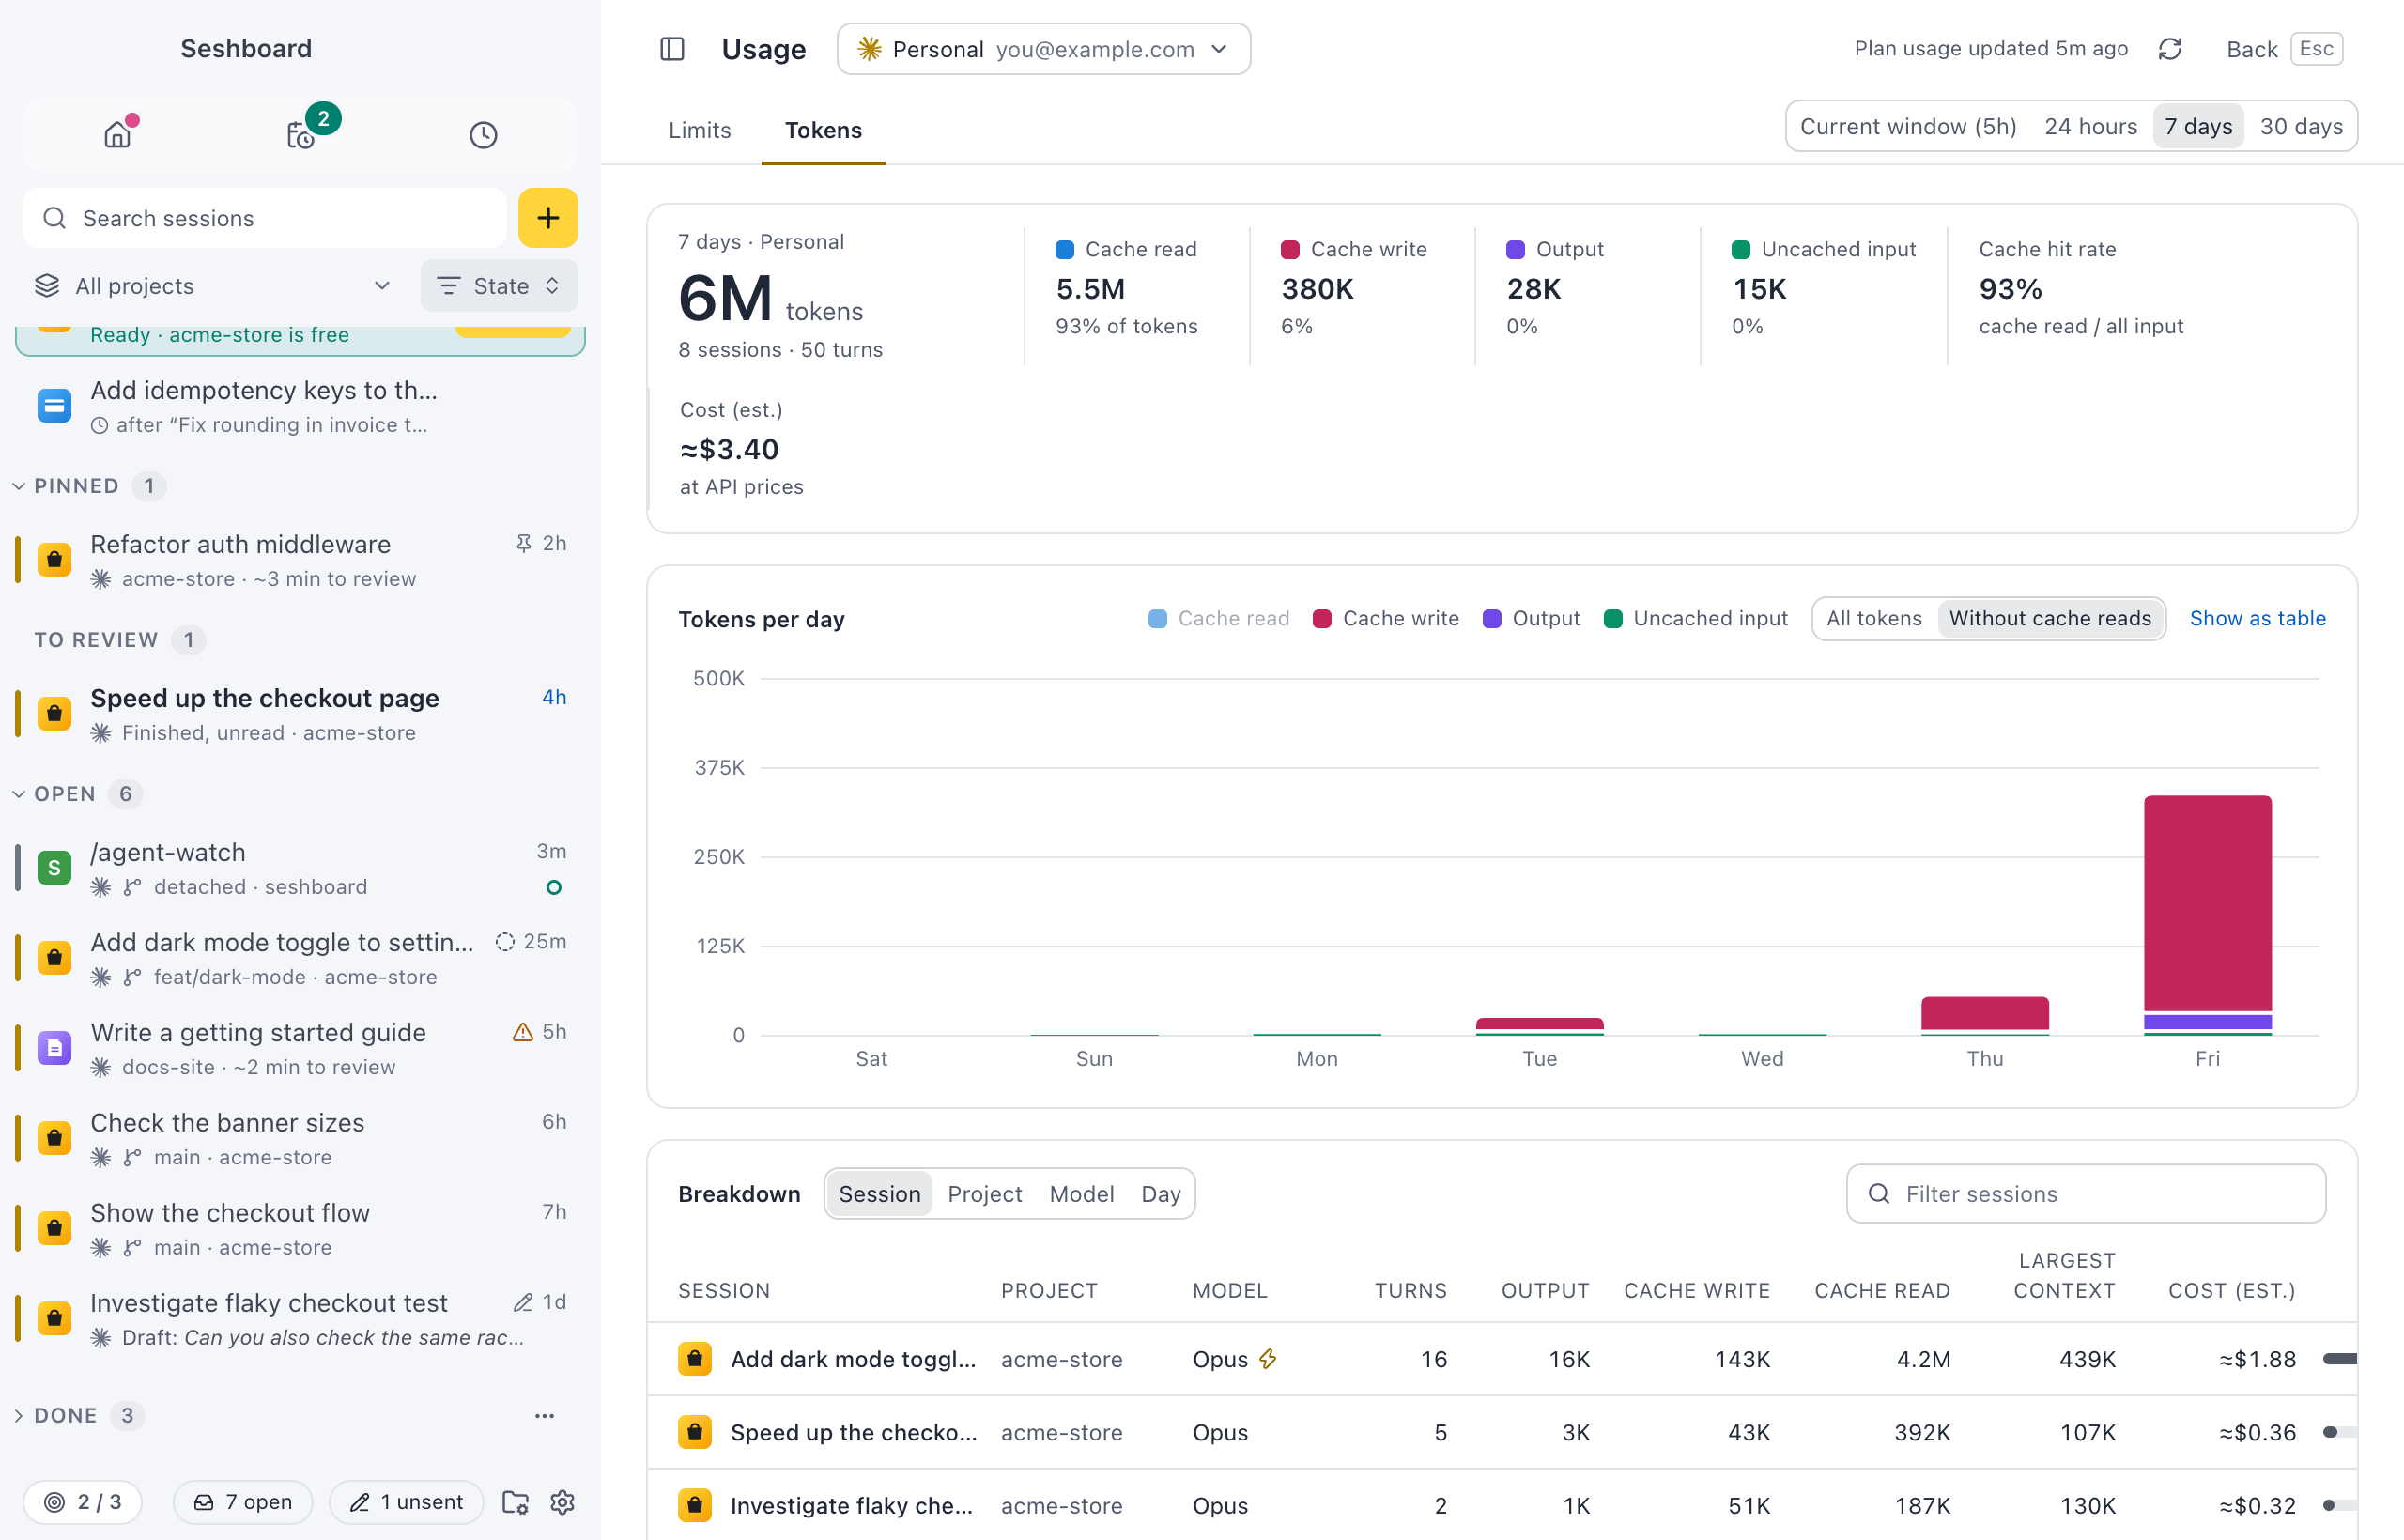 Seshboard
2
Search sessions
All projects
State
Ready · acme-store is free
Add idempotency keys to th...
after “Fix rounding in invoice t...
PINNED 1
Refactor auth middleware 2h
acme-store · ~3 min to review
TO REVIEW 1
Speed up the checkout page 4h
Finished, unread · acme-store
OPEN 6
S
/agent-watch 3m
detached · seshboard
Add dark mode toggle to settin... 25m
feat/dark-mode · acme-store
Write a getting started guide 5h
docs-site · ~2 min to review
Check the banner sizes 6h
main · acme-store
Show the checkout flow 7h
main · acme-store
Investigate flaky checkout test 1d
Draft: Can you also check the same rac...
DONE 3
2 / 3
7 open
1 unsent
Usage
Personal you@example.com
Plan usage updated 5m ago
Back Esc
Limits
Tokens
Current window (5h) 24 hours 7 days 30 days
7 days · Personal
6M tokens
8 sessions · 50 turns
Cache read
5.5M
93% of tokens
Cache write
380K
6%
Output
28K
0%
Uncached input
15K
0%
Cache hit rate
93%
cache read / all input
Cost (est.)
≈$3.40
at API prices
Tokens per day
Cache read Cache write Output Uncached input
All tokens Without cache reads
Show as table
500K
375K
250K
125K
0
Sat Sun Mon Tue Wed Thu Fri
Breakdown
Session Project Model Day
Filter sessions
SESSION PROJECT MODEL TURNS OUTPUT CACHE WRITE CACHE READ LARGEST CONTEXT COST (EST.)
Add dark mode toggl... acme-store Opus 16 16K 143K 4.2M 439K ≈$1.88
Speed up the checko... acme-store Opus 5 3K 43K 392K 107K ≈$0.36
Investigate flaky che... acme-store Opus 2 1K 51K 187K 130K ≈$0.32